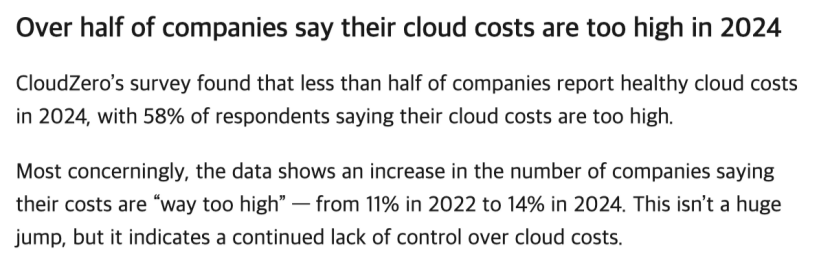 Over half of companies say their cloud costs are too high in 2024
CloudZero’s survey found that less than half of companies report healthy cloud costs
in 2024, with 58% of respondents saying their cloud costs are too high.
Most concerningly, the data shows an increase in the number of companies saying
their costs are “way too high” — from 11% in 2022 to 14% in 2024. This isn’t a huge
jump, but it indicates a continued lack of control over cloud costs.